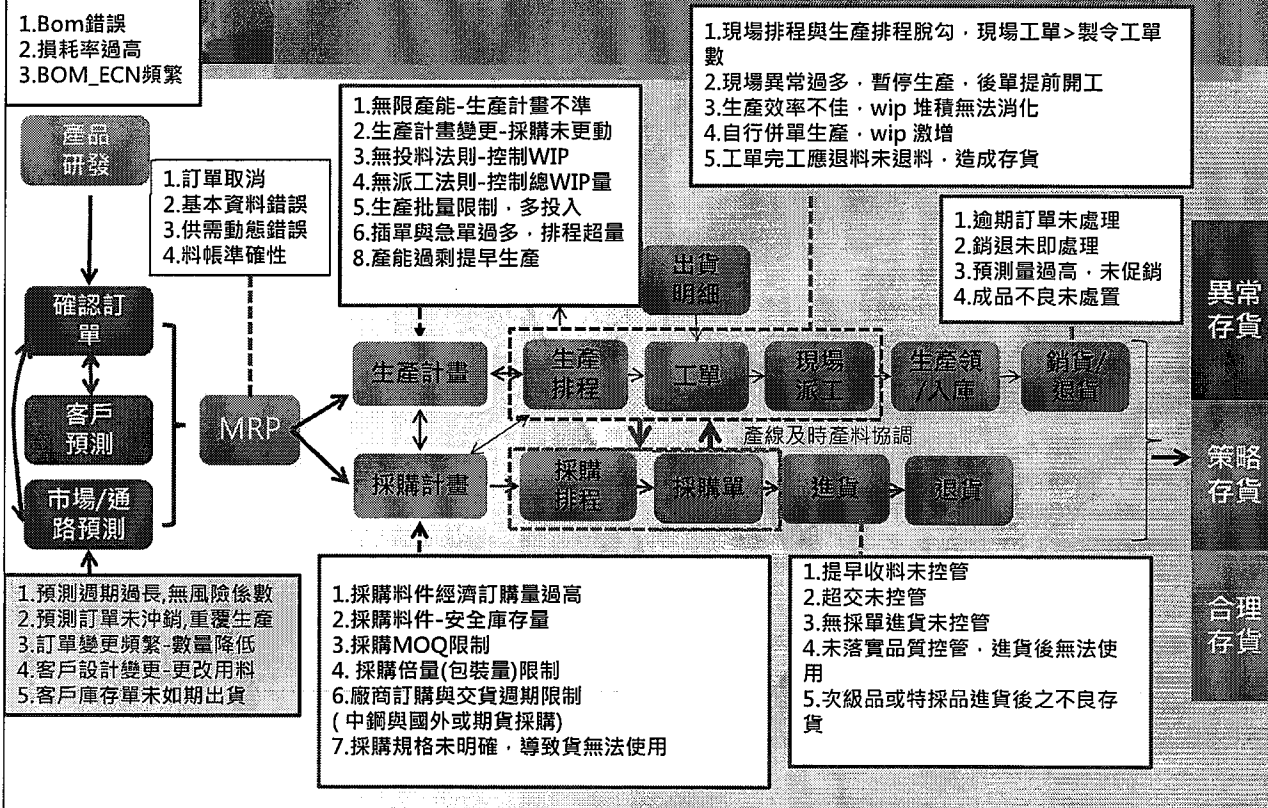 1.Bom錯誤
2.損耗率過高
3.BOM_ECN頻繁
1.現場排程與生產排程脫勾，現場工單>製令工單
數
2.現場異常過多，暫停生產，後單提前開工
3.生產效率不佳，wip 堆積無法消化
4.自行併單生產，wip 激增
5.工單完工應退料未退料，造成存貨
1.無限產能-生產計畫不準
2.生產計畫變更-採購未更動
3.無投料法則-控制WIP
4.無派工法則-控制總WIP量
5.生產批量限制，多投入
6.插單與急單過多，排程超量
8.產能過剩提早生產
產品
研發
1.訂單取消
2.基本資料錯誤
3.供需動態錯誤
4.料帳準確性
1.逾期訂單未處理
2.銷退未即處理
3.預測量過高，未促銷
4.成品不良未處置
出貨
明細
確認訂
單
客戶
預測
市場/通
路預測
MRP
生產計畫
生產
排程
工單
現場
派工
生產領
/入庫
銷貨/
退貨
產線及時產料協調
採購計畫
採購
排程
採購單
進貨
退貨
異常
存貨
策略
存貨
合理
存貨
1.預測週期過長,無風險係數
2.預測訂單未沖銷,重覆生產
3.訂單變更頻繁-數量降低
4.客戶設計變更-更改用料
5.客戶庫存單未如期出貨
1.採購料件經濟訂購量過高
2.採購料件-安全庫存量
3.採購MOQ限制
4. 採購倍量(包裝量)限制
6.廠商訂購與交貨週期限制
( 中鋼與國外或期貨採購)
7.採購規格未明確，導致貨無法使用
1.提早收料未控管
2.超交未控管
3.無採單進貨未控管
4.未落實品質控管，進貨後無法使
用
5.次級品或特採品進貨後之不良存
貨